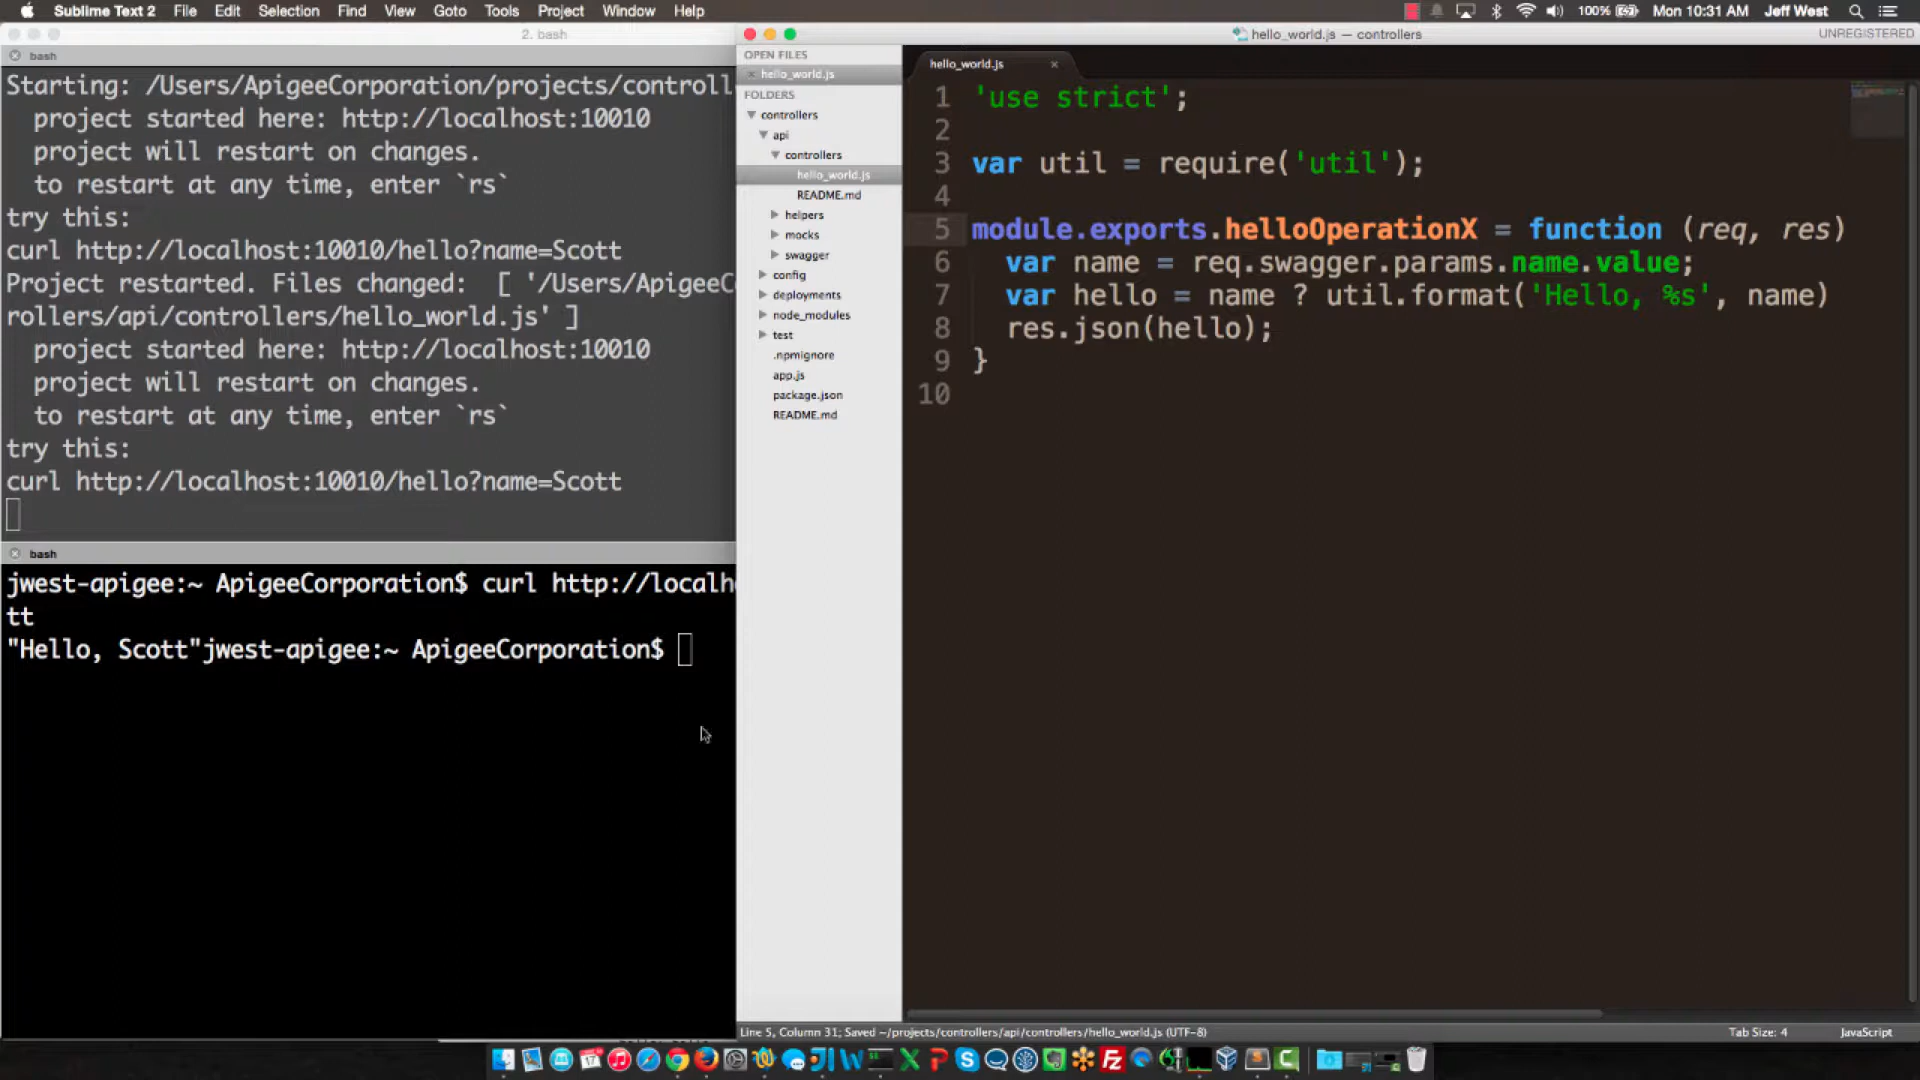 Sublime Text 2 File Edit Selection Find View Goto Tools Project Window Help 100% Mon 10:31 AM Jeff West
2. bash
bash
Starting: /Users/ApigeeCorporation/projects/controll
project started here: http://localhost:10010
project will restart on changes.
to restart at any time, enter `rs`
try this:
curl http://localhost:10010/hello?name=Scott
Project restarted. Files changed: [ '/Users/ApigeeC
rollers/api/controllers/hello_world.js' ]
project started here: http://localhost:10010
project will restart on changes.
to restart at any time, enter `rs`
try this:
curl http://localhost:10010/hello?name=Scott
bash
jwest-apigee:~ ApigeeCorporation$ curl http://localh
tt
"Hello, Scott"jwest-apigee:~ ApigeeCorporation$
hello_world.js — controllers
UNREGISTERED
OPEN FILES
hello_world.js
FOLDERS
controllers
api
controllers
hello_world.js
README.md
helpers
mocks
swagger
config
deployments
node_modules
test
.npmignore
app.js
package.json
README.md
hello_world.js
1 'use strict';
2
3 var util = require('util');
4
5 module.exports.helloOperationX = function (req, res)
6 var name = req.swagger.params.name.value;
7 var hello = name ? util.format('Hello, %s', name)
8 res.json(hello);
9 }
10
Line 5, Column 31; Saved ~/projects/controllers/api/controllers/hello_world.js (UTF-8)
Tab Size: 4
JavaScript